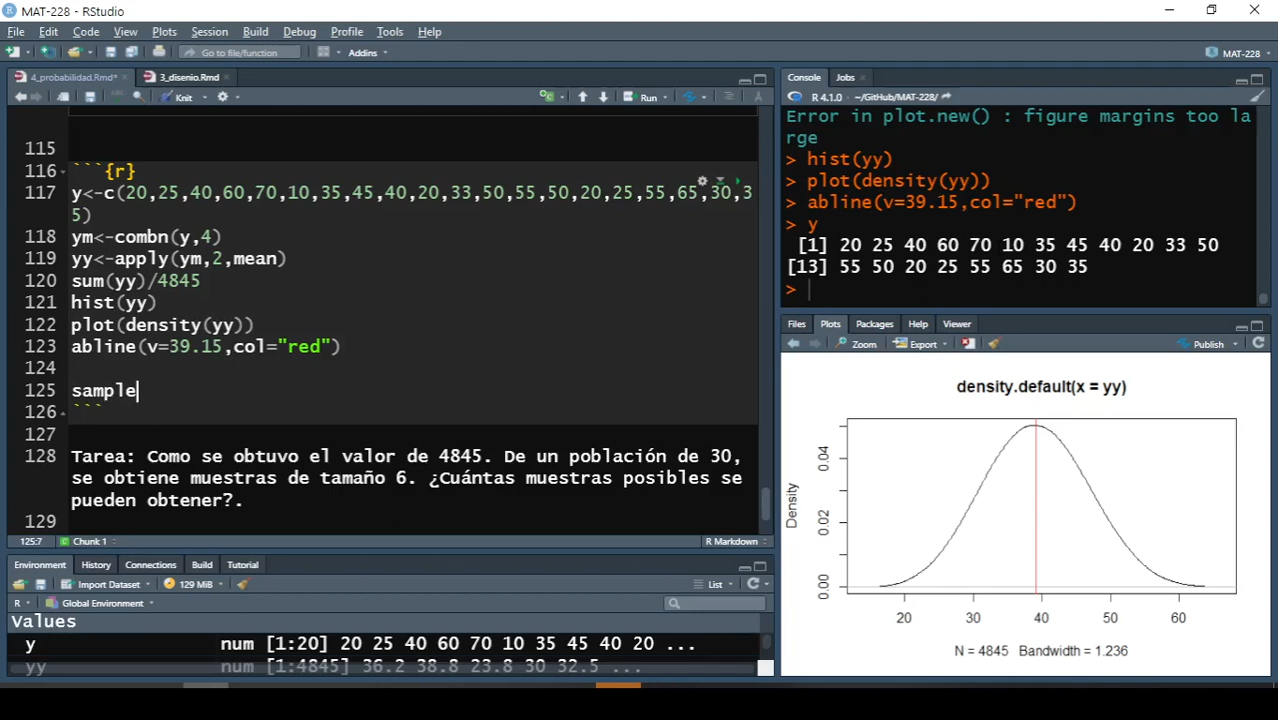 MAT-228 - RStudio
File Edit Code View Plots Session Build Debug Profile Tools Help
Go to file/function Addins MAT-228
4_probabilidad.Rmd* 3_disenio.Rmd
Knit Run
115
116 ```{r}
117 y<-c(20,25,40,60,70,10,35,45,40,20,33,50,55,50,20,25,55,65,30,3
5)
118 ym<-combn(y,4)
119 yy<-apply(ym,2,mean)
120 sum(yy)/4845
121 hist(yy)
122 plot(density(yy))
123 abline(v=39.15,col="red")
124
125 sample
126 ```
127
128 Tarea: Como se obtuvo el valor de 4845. De un población de 30,
se obtiene muestras de tamaño 6. ¿Cuántas muestras posibles se
pueden obtener?.
129
125:7 Chunk 1 R Markdown
Environment History Connections Build Tutorial
Import Dataset 129 MiB List
R Global Environment
Values
y num [1:20] 20 25 40 60 70 10 35 45 40 20 ...
yy num [1:4845] 36.2 38.8 23.8 30 32.5 ...
Console Jobs
R 4.1.0 · ~/GitHub/MAT-228/
Error in plot.new() : figure margins too la
rge
> hist(yy)
> plot(density(yy))
> abline(v=39.15,col="red")
> y
[1] 20 25 40 60 70 10 35 45 40 20 33 50
[13] 55 50 20 25 55 65 30 35
>
Files Plots Packages Help Viewer
Zoom Export Publish
density.default(x = yy)
Density
0.04
0.02
0.00
20 30 40 50 60
N = 4845 Bandwidth = 1.236